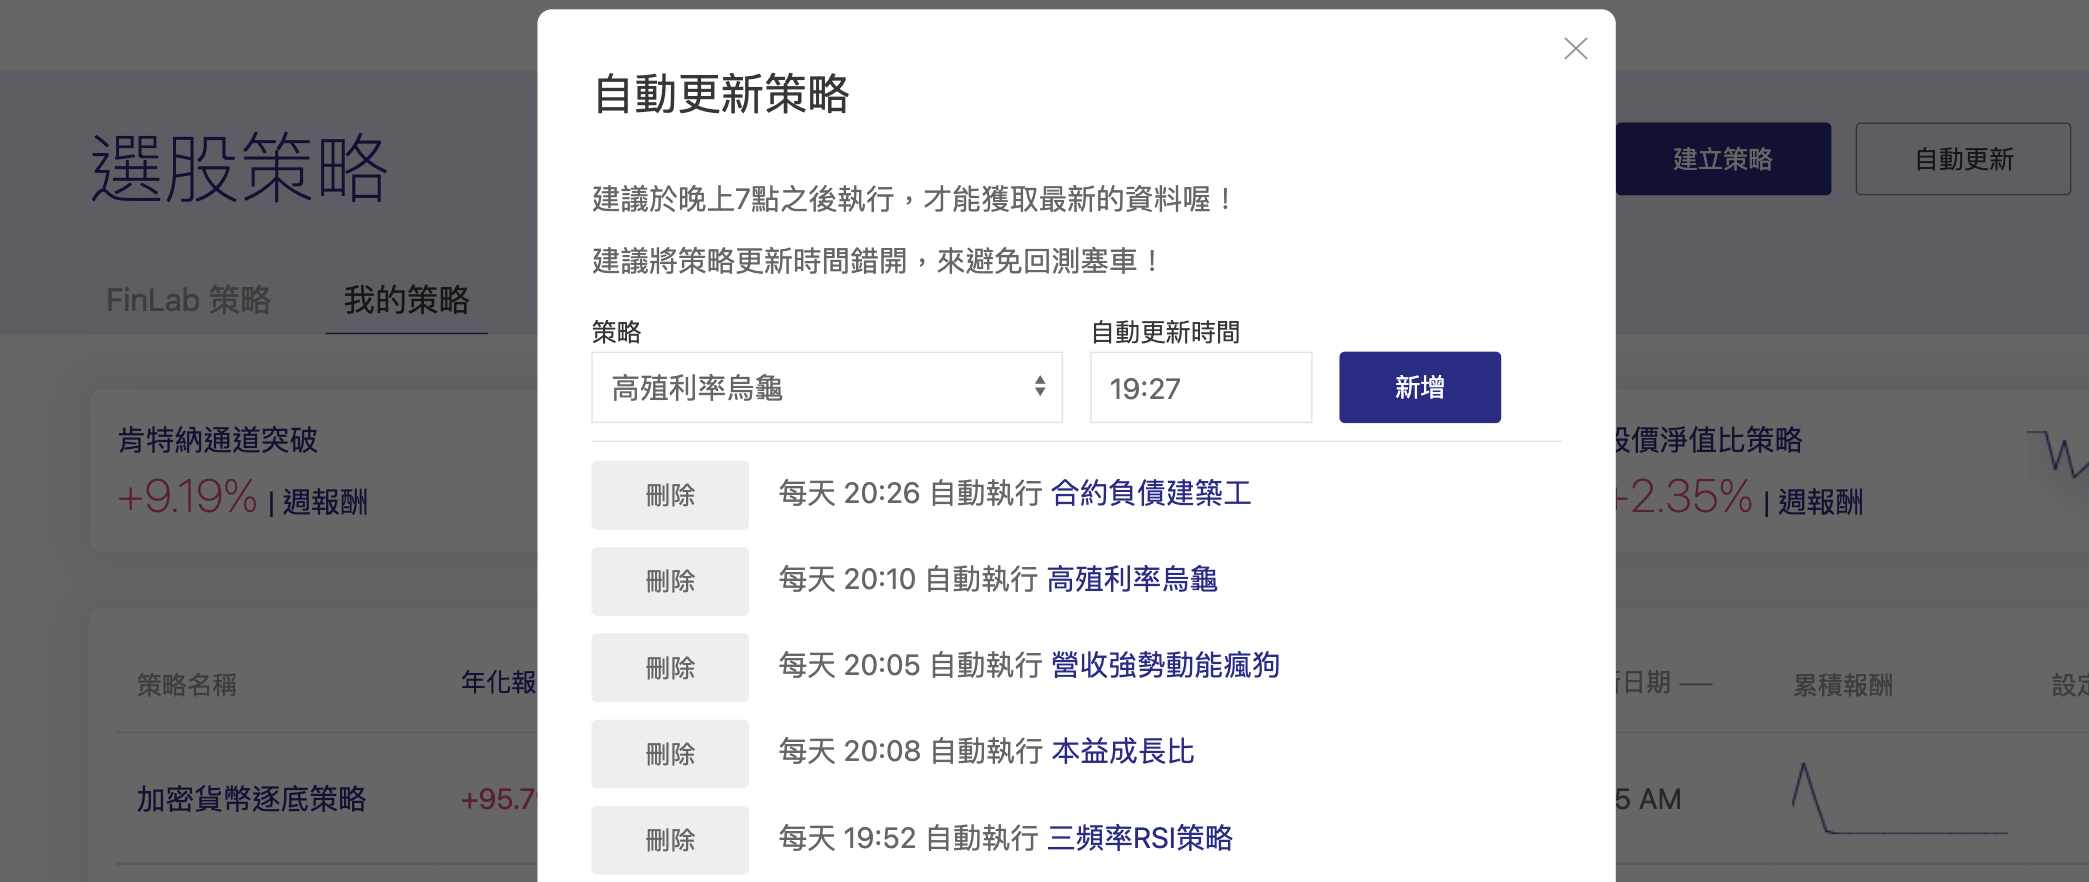 自動更新策略
選股策略
建立策略
自動更新
建議於晚上7點之後執行，才能獲取最新的資料喔！
建議將策略更新時間錯開，來避免回測塞車！
FinLab 策略
我的策略
策略
自動更新時間
高殖利率烏龜
19:27
新增
肯特納通道突破
+9.19% | 週報酬
股價淨值比策略
+2.35% | 週報酬
刪除
每天 20:26 自動執行 合約負債建築工
刪除
每天 20:10 自動執行 高殖利率烏龜
刪除
每天 20:05 自動執行 營收強勢動能瘋狗
刪除
每天 20:08 自動執行 本益成長比
刪除
每天 19:52 自動執行 三頻率RSI策略
策略名稱
年化報
日期
累積報酬
設定
加密貨幣逐底策略
+95.7
5 AM